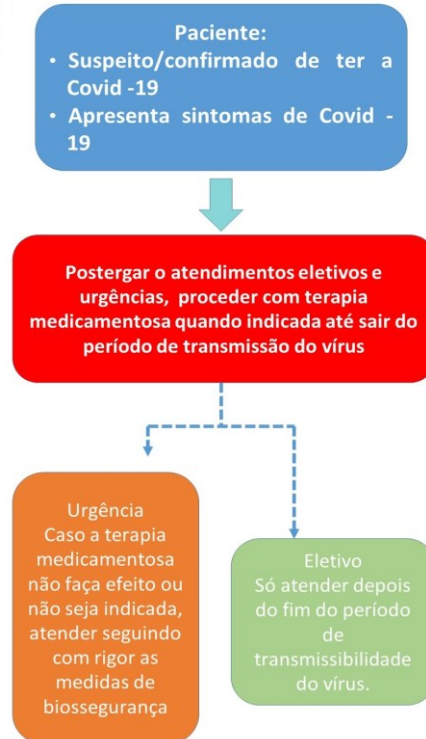 Paciente:
• Suspeito/confirmado de ter a
Covid -19
• Apresenta sintomas de Covid -
19
Postergar o atendimentos eletivos e
urgências, proceder com terapia
medicamentosa quando indicada até sair do
período de transmissão do vírus
Urgência
Caso a terapia
medicamentosa
não faça efeito ou
não seja indicada,
atender seguindo
com rigor as
medidas de
biossegurança
Eletivo
Só atender depois
do fim do período
de
transmissibilidade
do vírus.